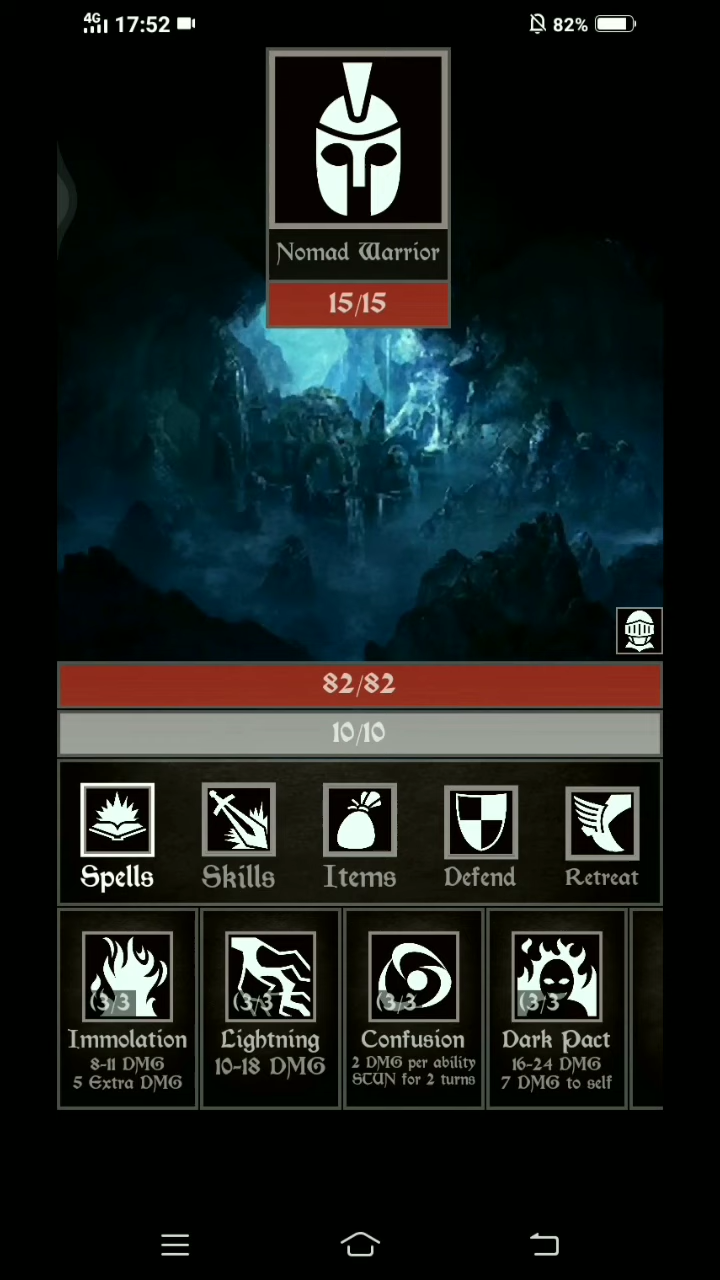 4G 17:52 82%
Nomad Warrior
15/15
82/82
10/10
Spells Skills Items Defend Retreat
(3/3 (3/3 (3/3 (3/3
Immolation Lightning Confusion Dark Pact
8-11 DMG 10-18 DMG 2 DMG per ability 16-24 DMG
5 Extra DMG STUN for 2 turns 7 DMG to self